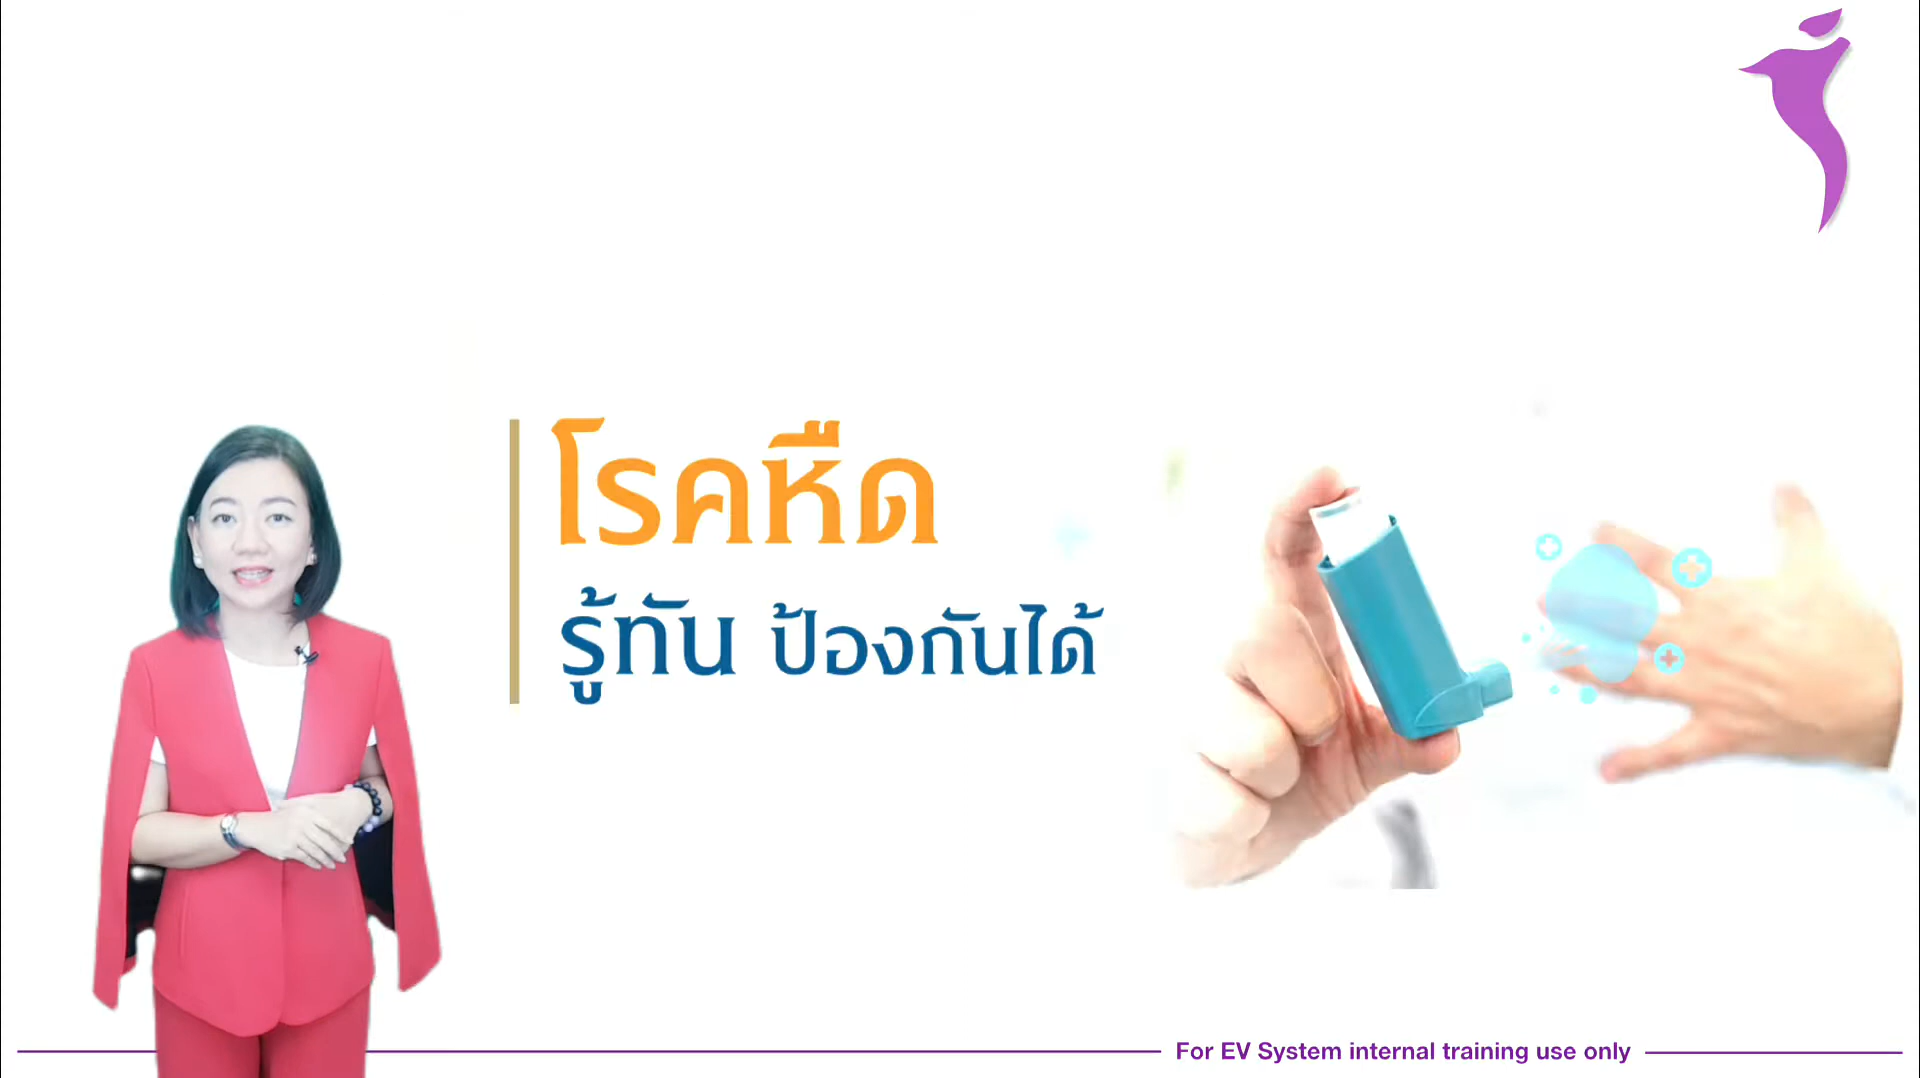 โรคหืด
รู้ทัน ป้องกันได้
For EV System internal training use only